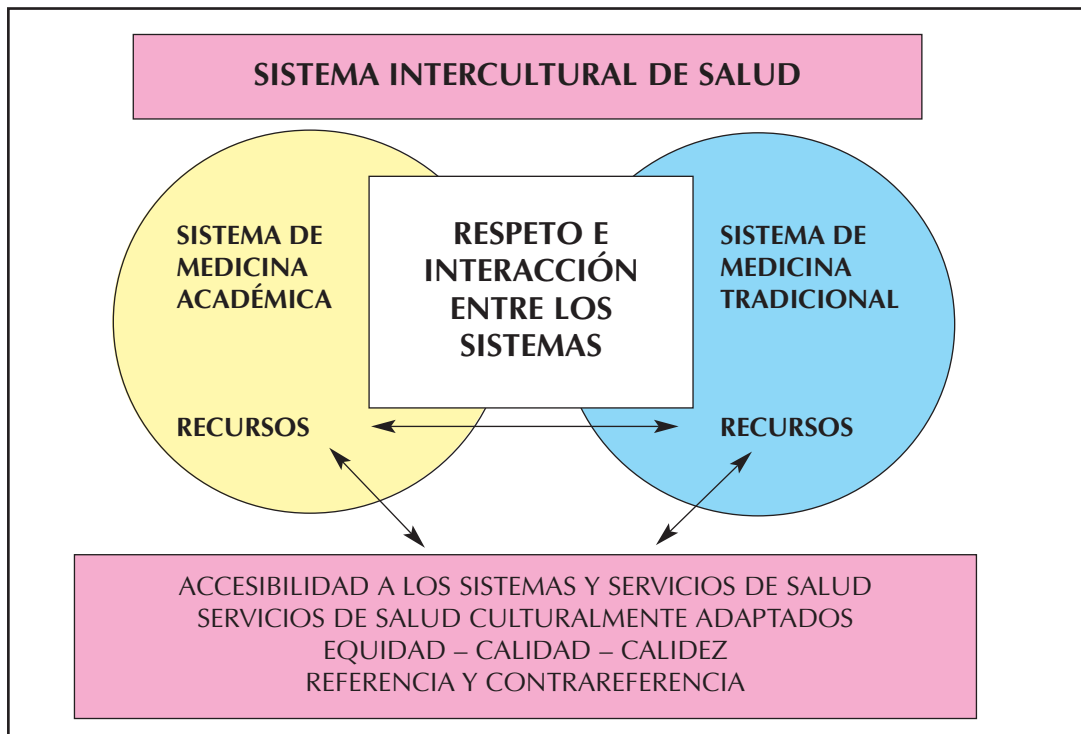 SISTEMA INTERCULTURAL DE SALUD
SISTEMA DE
MEDICINA
ACADÉMICA
RESPETO E
INTERACCIÓN
ENTRE LOS
SISTEMAS
SISTEMA DE
MEDICINA
TRADICIONAL
RECURSOS
RECURSOS
ACCESIBILIDAD A LOS SISTEMAS Y SERVICIOS DE SALUD
SERVICIOS DE SALUD CULTURALMENTE ADAPTADOS
EQUIDAD – CALIDAD – CALIDEZ
REFERENCIA Y CONTRAREFERENCIA